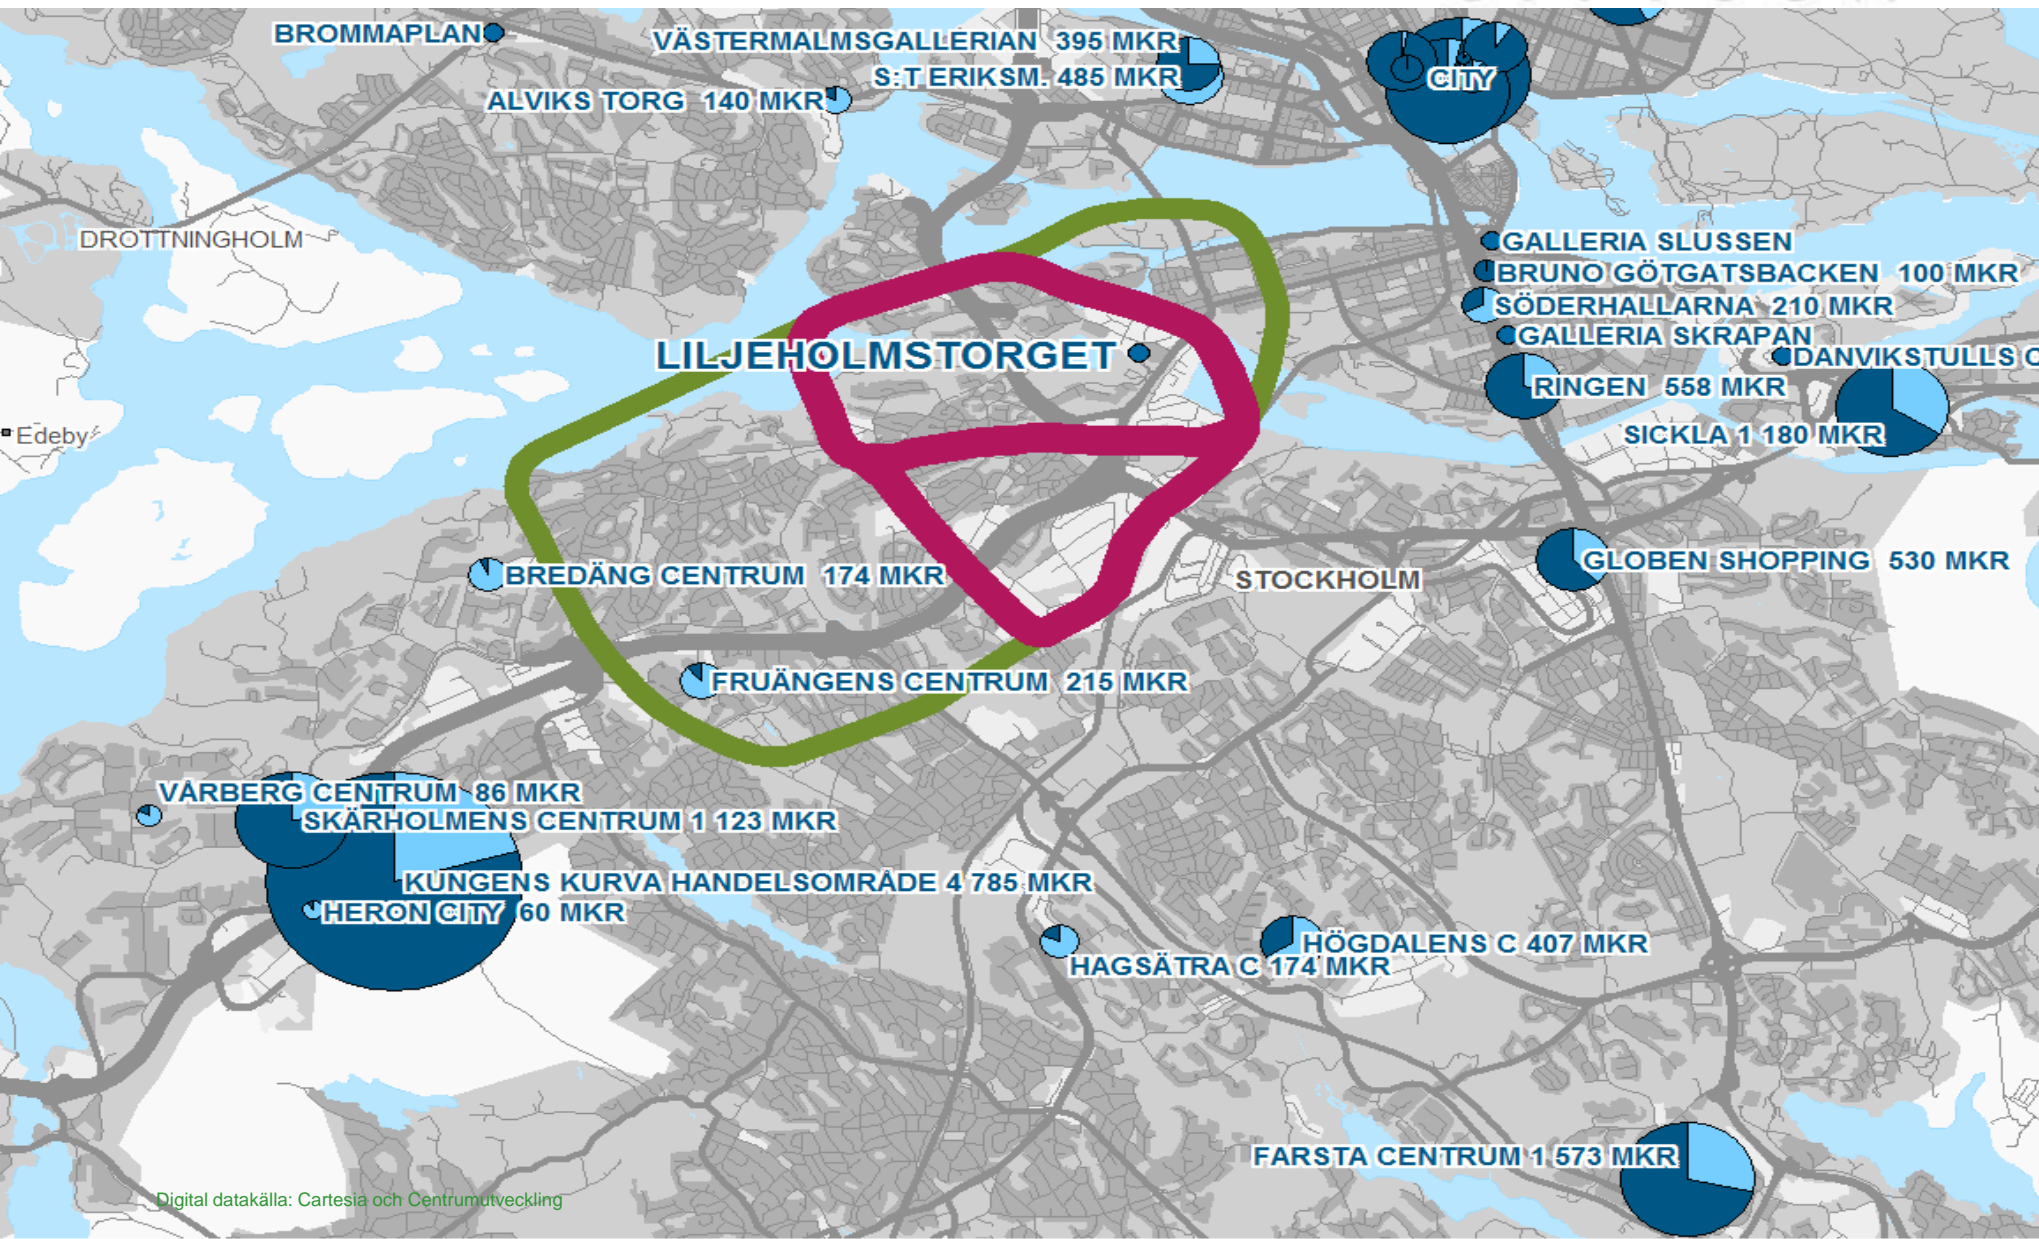 BROMMAPLAN
VÄSTERMALMSGALLERIAN 395 MKR
S:T ERIKSM. 485 MKR
CITY
ALVIKS TORG 140 MKR
DROTTNINGHOLM
GALLERIA SLUSSEN
BRUNO GÖTGATSBACKEN 100 MKR
SÖDERHALLARNA 210 MKR
GALLERIA SKRAPAN
LILJEHOLMSTORGET
DANVIKSTULLS C
RINGEN 558 MKR
Edeby
SICKLA 1 180 MKR
GLOBEN SHOPPING 530 MKR
BREDÄNG CENTRUM 174 MKR
STOCKHOLM
FRUÄNGENS CENTRUM 215 MKR
VÅRBERG CENTRUM 86 MKR
SKÄRHOLMENS CENTRUM 1 123 MKR
KUNGENS KURVA HANDELSOMRÅDE 4 785 MKR
HERON CITY 60 MKR
HÖGDALENS C 407 MKR
HAGSÄTRA C 174 MKR
FARSTA CENTRUM 1 573 MKR
Digital datakälla: Cartesia och Centrumutveckling